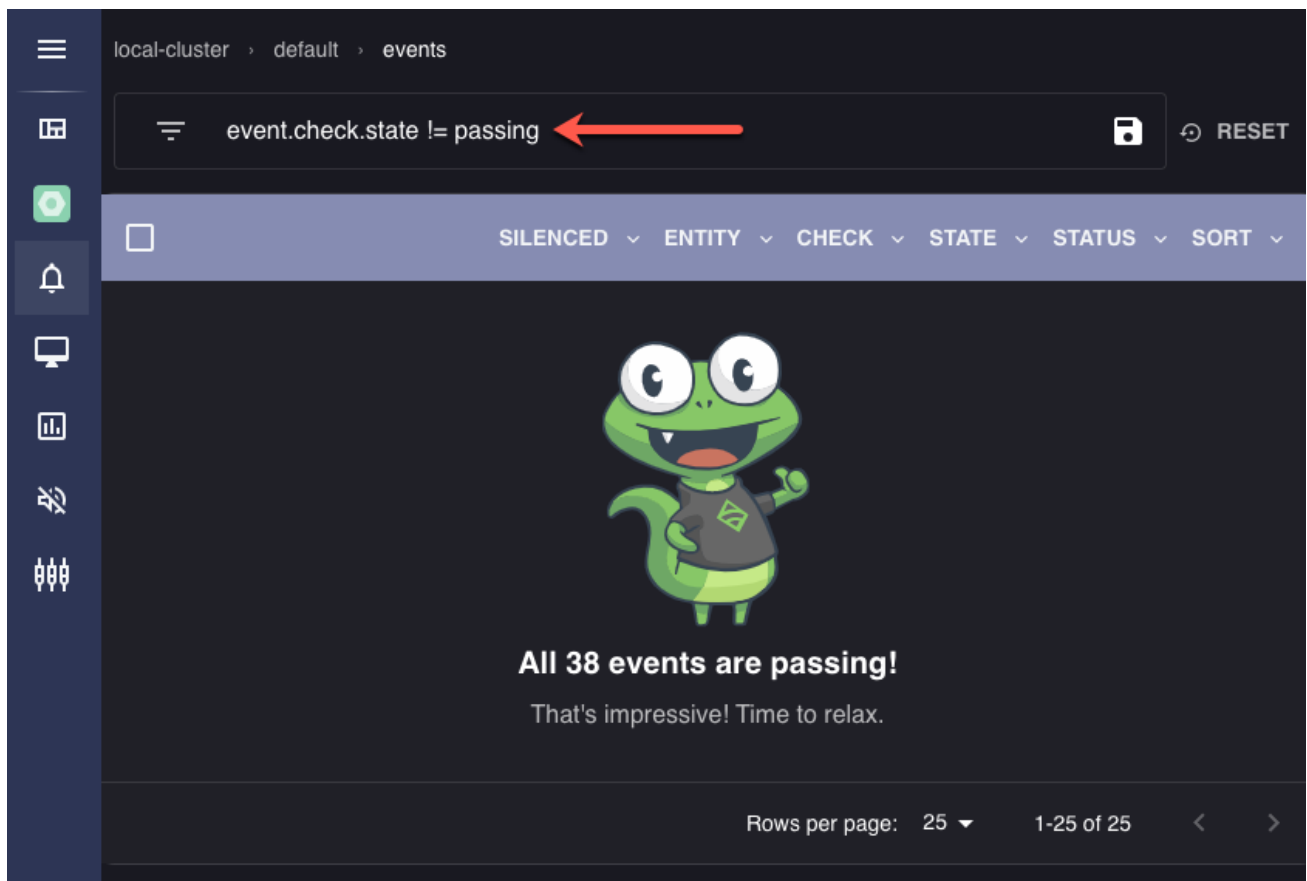 local-cluster › default › events
event.check.state != passing
RESET
SILENCED ENTITY CHECK STATE STATUS SORT
All 38 events are passing!
That's impressive! Time to relax.
Rows per page: 25 1-25 of 25